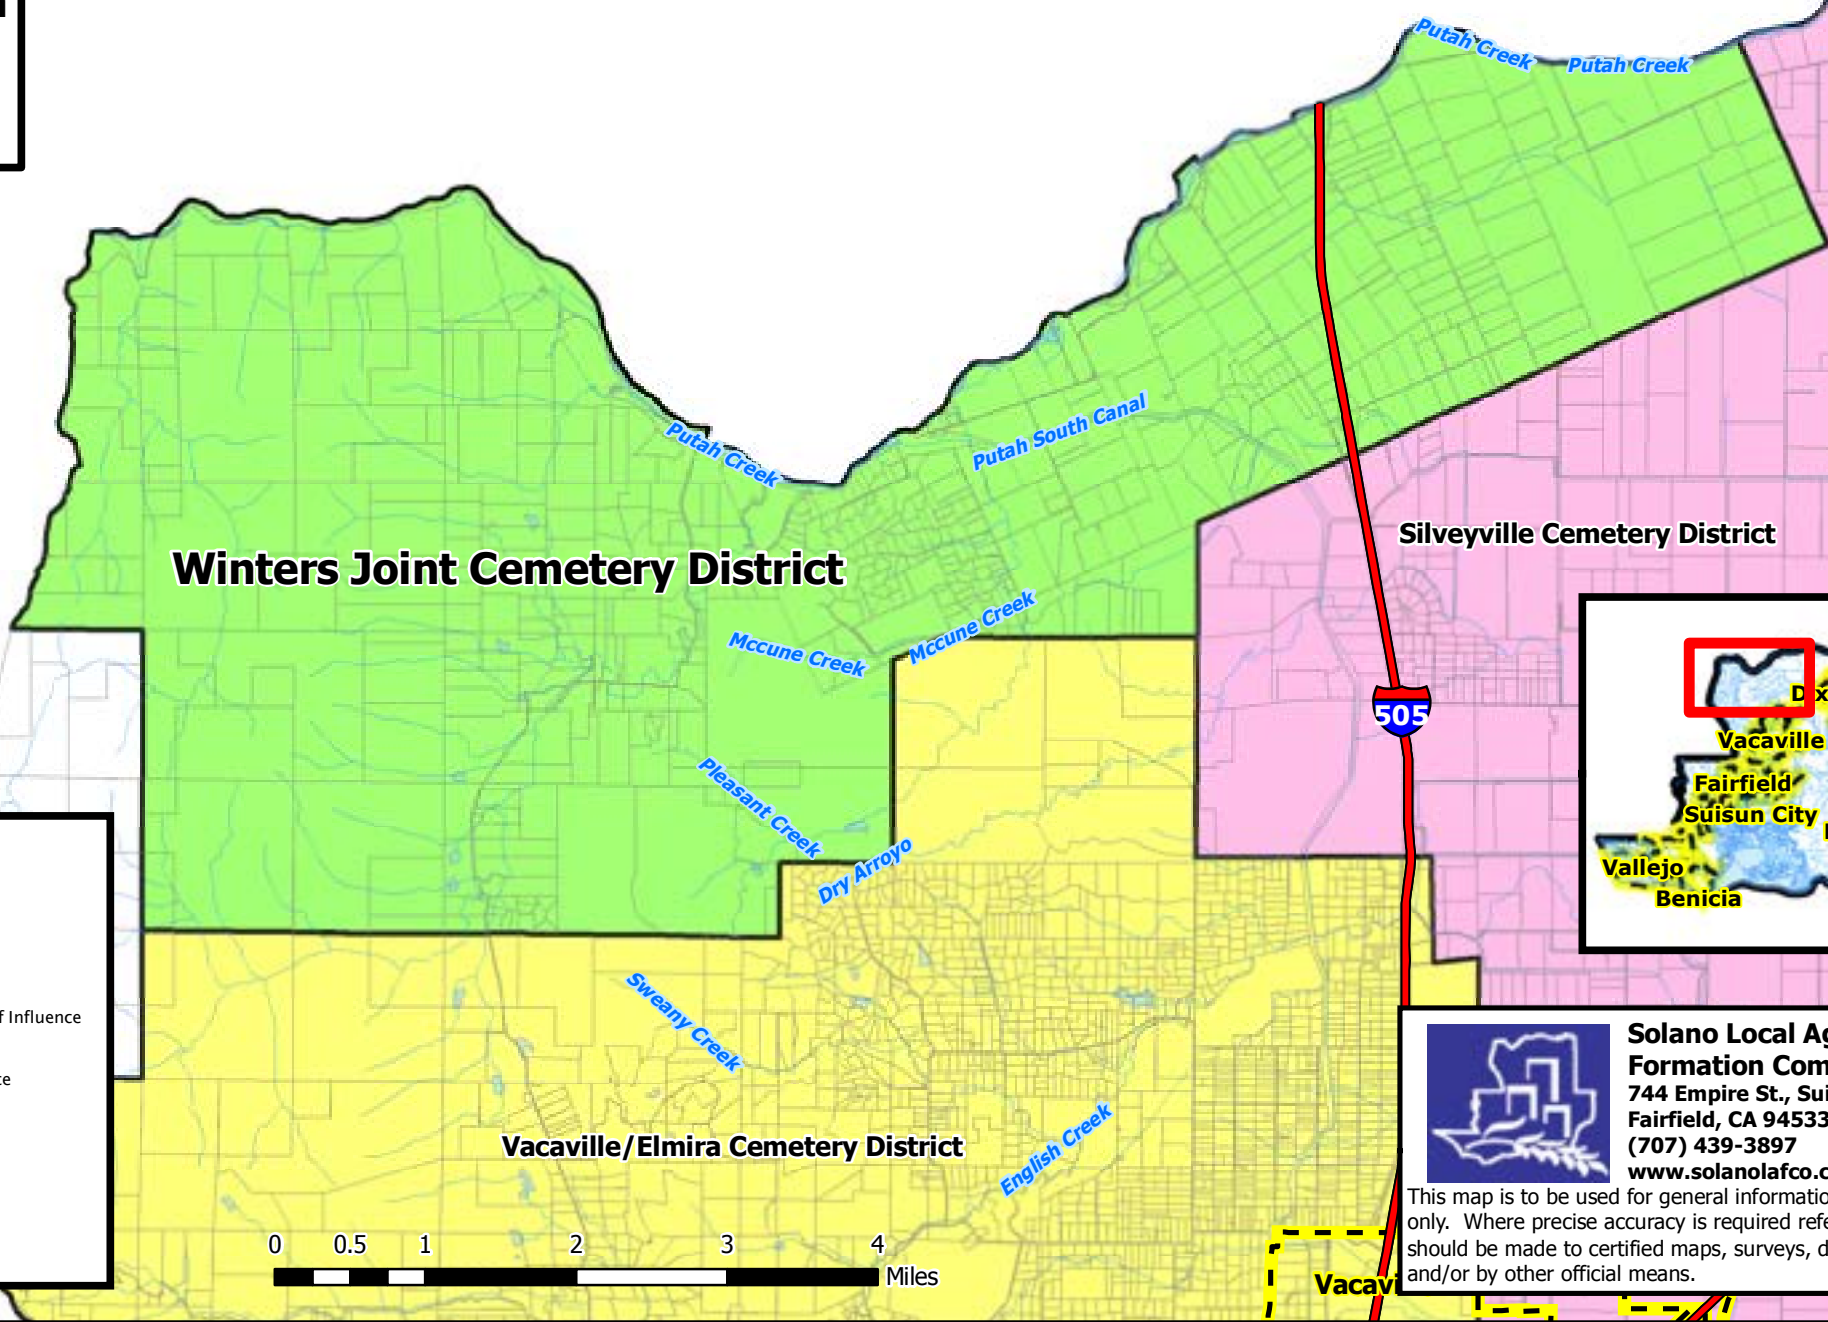 Putah Creek
Putah Creek
Putah Creek
Putah South Canal
Silveyville Cemetery District
Winters Joint Cemetery District
Mccune Creek
Mccune Creek
505
Vacaville
Fairfield
Suisun City
Vallejo
Benicia
Pleasant Creek
Dry Arroyo
Sweany Creek
f Influence
Vacaville/Elmira Cemetery District
English Creek
0 0.5 1 2 3 4
Miles
Solano Local Ag
Formation Com
744 Empire St., Sui
Fairfield, CA 94533
(707) 439-3897
www.solanolafco.c
This map is to be used for general informatio
only. Where precise accuracy is required refe
should be made to certified maps, surveys, d
and/or by other official means.
Vacavi